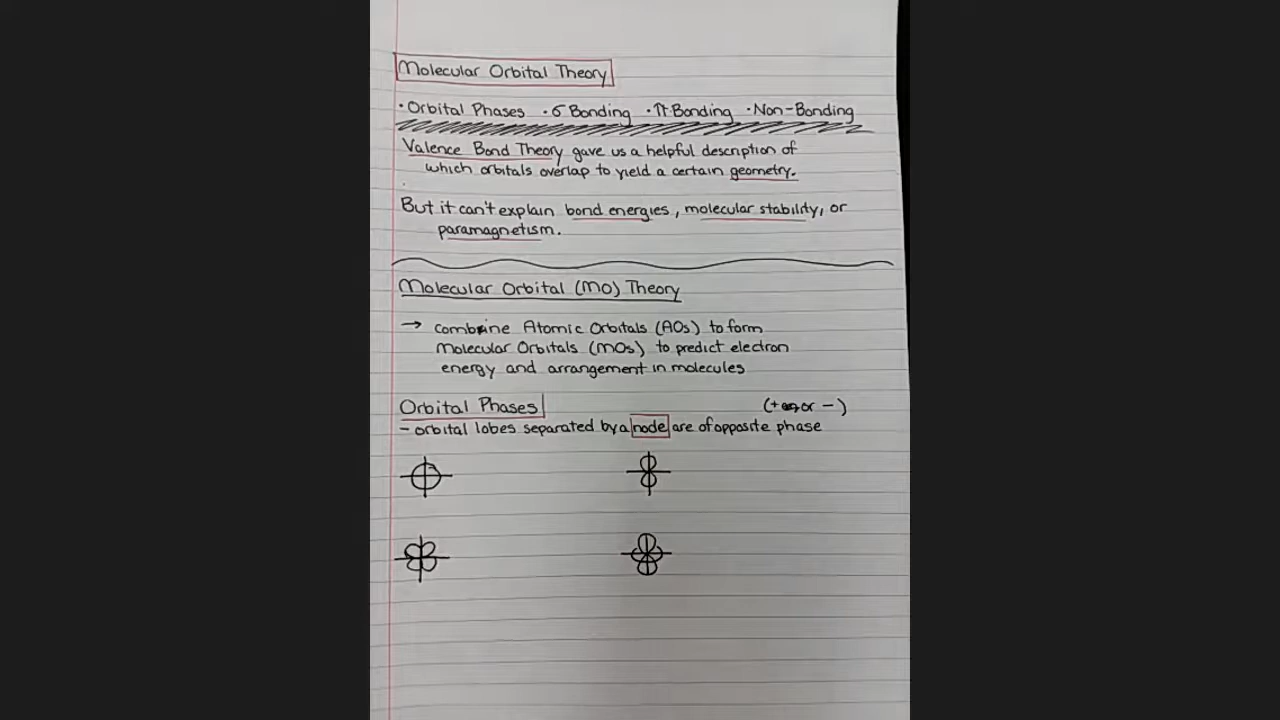 Molecular Orbital Theory
• Orbital Phases • σ Bonding • π Bonding • Non-Bonding
Valence Bond Theory gave us a helpful description of
which orbitals overlap to yield a certain geometry.
But it can't explain bond energies, molecular stability, or
paramagnetism.
Molecular Orbital (MO) Theory
→ combine Atomic Orbitals (AOs) to form
Molecular Orbitals (MOs) to predict electron
energy and arrangement in molecules
Orbital Phases (+ or −)
- orbital lobes separated by a node are of opposite phase